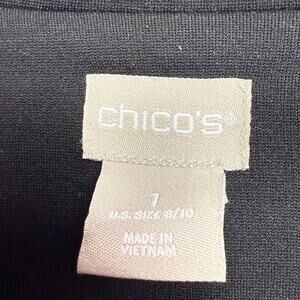 chico's®
1
U.S. SIZE 8/10
MADE IN
VIETNAM